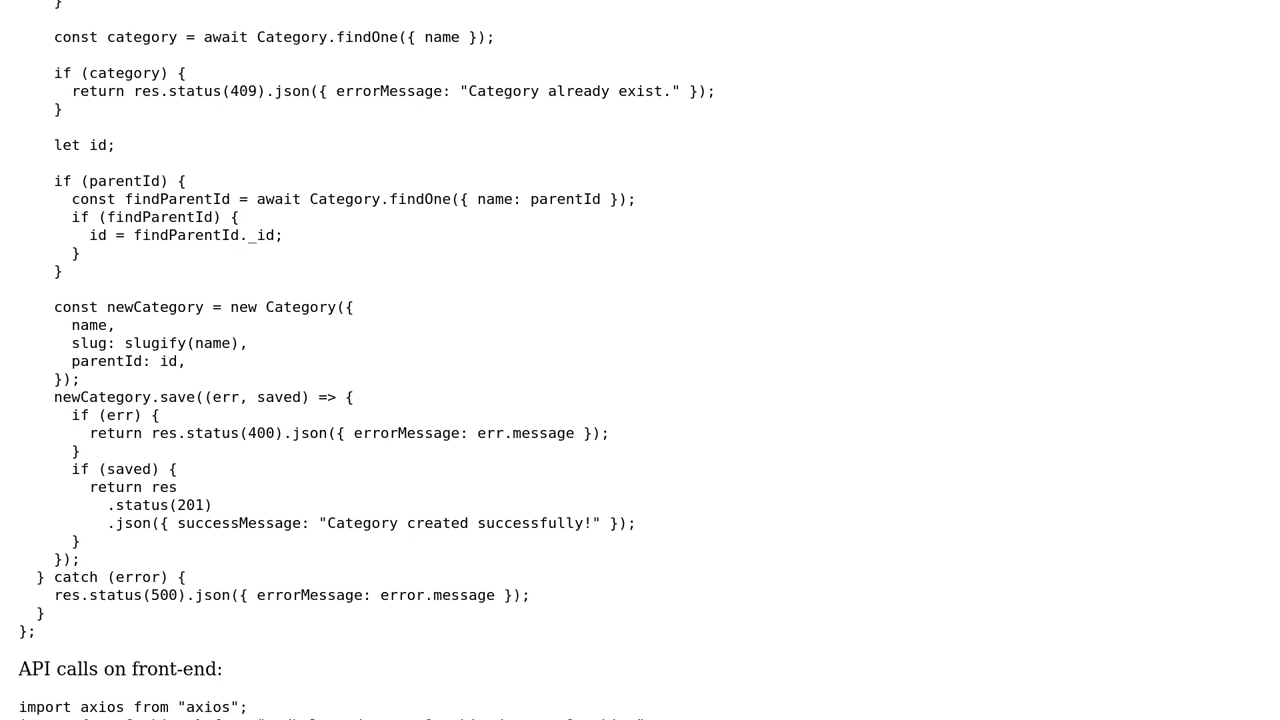 }
const category = await Category.findOne({ name });
if (category) {
return res.status(409).json({ errorMessage: "Category already exist." });
}
let id;
if (parentId) {
const findParentId = await Category.findOne({ name: parentId });
if (findParentId) {
id = findParentId._id;
}
}
const newCategory = new Category({
name,
slug: slugify(name),
parentId: id,
});
newCategory.save((err, saved) => {
if (err) {
return res.status(400).json({ errorMessage: err.message });
}
if (saved) {
return res
.status(201)
.json({ successMessage: "Category created successfully!" });
}
});
} catch (error) {
res.status(500).json({ errorMessage: error.message });
}
};
API calls on front-end:
import axios from "axios";